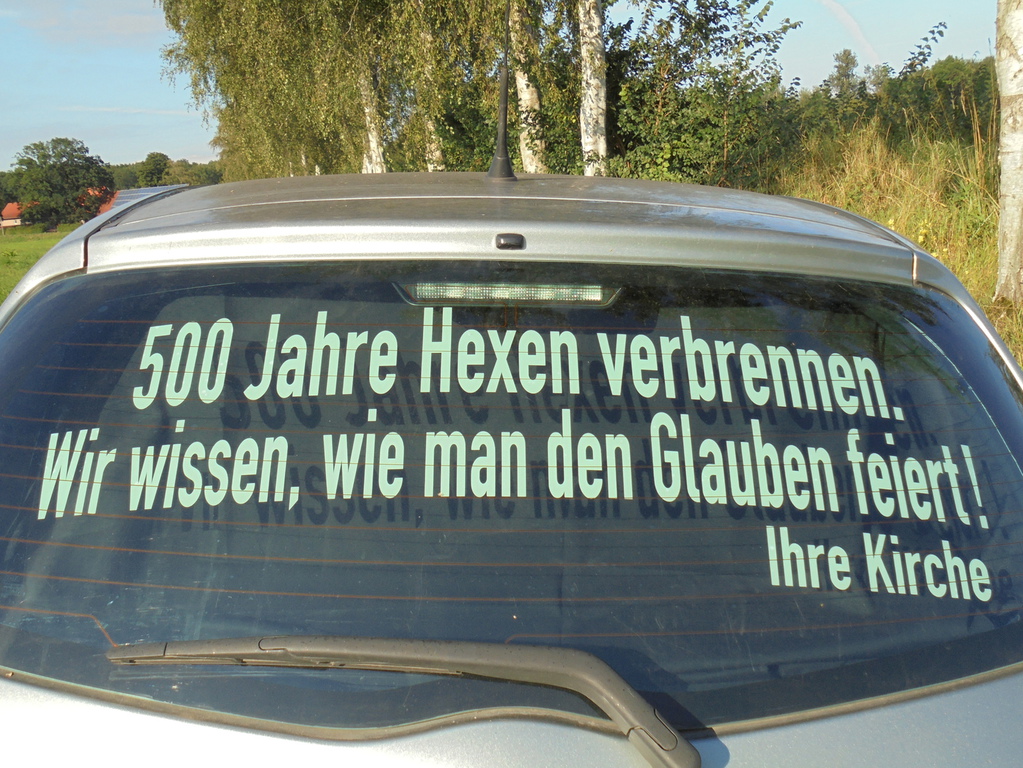 500 Jahre Hexen verbrennen.
Wir wissen, wie man den Glauben feiert!
Ihre Kirche